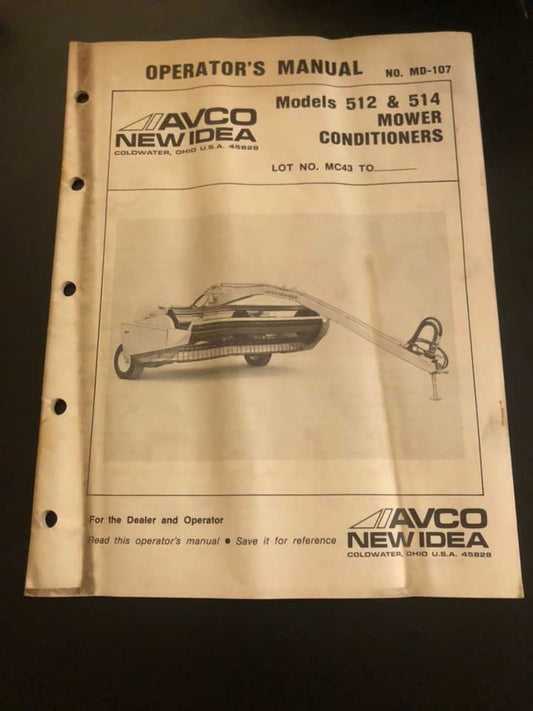 OPERATOR'S MANUAL NO. MD-107
AVCO
NEW IDEA
COLDWATER, OHIO U.S.A. 45828
Models 512 & 514
MOWER
CONDITIONERS
LOT NO. MC43 TO______
For the Dealer and Operator
Read this operator's manual ● Save it for reference
AVCO
NEW IDEA
COLDWATER, OHIO U.S.A. 45828